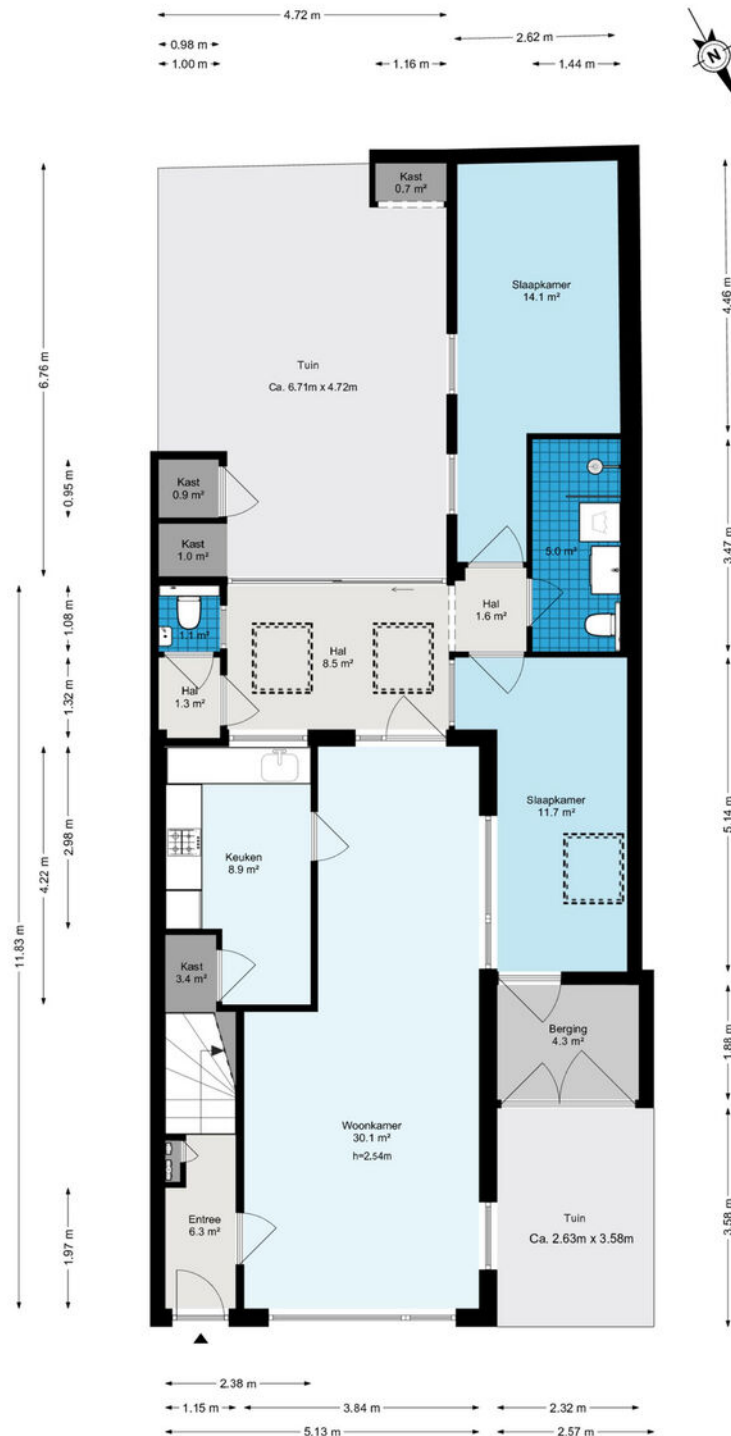 4.72 m
2.62 m
0.98 m
1.00 m
1.16 m
1.44 m
N
Kast
0.7 m²
Slaapkamer
14.1 m²
4.46 m
6.76 m
Tuin
Ca. 6.71m x 4.72m
Kast
0.9 m²
0.95 m
5.0 m²
3.47 m
Kast
1.0 m²
Hal
1.6 m²
1.1 m²
1.08 m
Hal
8.5 m²
Hal
1.3 m²
1.32 m
Slaapkamer
11.7 m²
5.14 m
Keuken
8.9 m²
2.98 m
4.22 m
11.83 m
Kast
3.4 m²
Berging
4.3 m²
1.88 m
Woonkamer
30.1 m²
h=2.54m
Entree
6.3 m²
1.97 m
Tuin
Ca. 2.63m x 3.58m
3.58 m
2.38 m
1.15 m
3.84 m
2.32 m
5.13 m
2.57 m